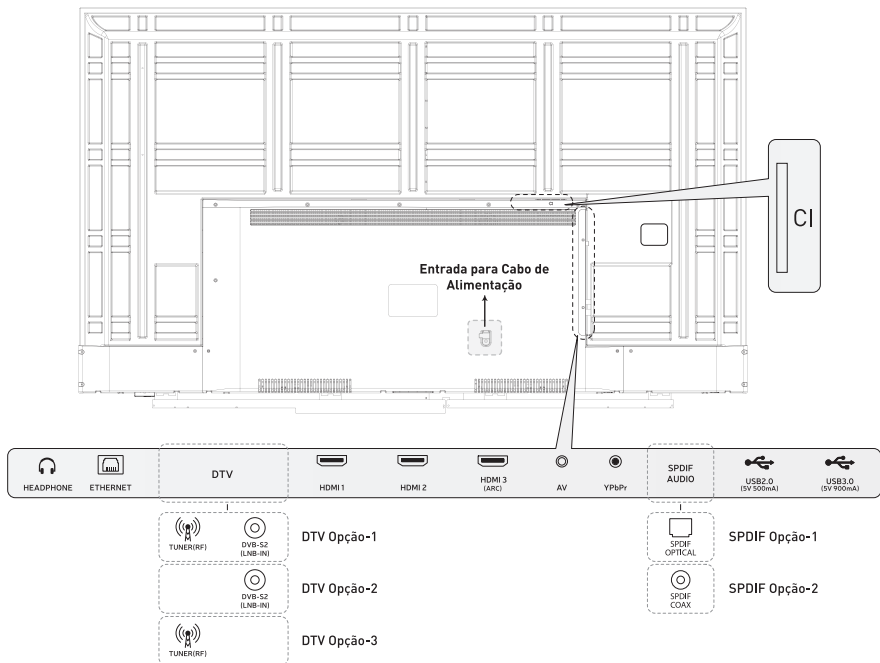 CI
Entrada para Cabo de
Alimentação
HEADPHONE
ETHERNET
DTV
HDMI 1
HDMI 2
HDMI 3
(ARC)
AV
YPbPr
SPDIF
AUDIO
USB2.0
(5V 500mA)
USB3.0
(5V 900mA)
TUNER(RF)
DVB-S2
(LNB-IN)
DTV Opção-1
SPDIF
OPTICAL
SPDIF Opção-1
DVB-S2
(LNB-IN)
DTV Opção-2
SPDIF
COAX
SPDIF Opção-2
TUNER(RF)
DTV Opção-3